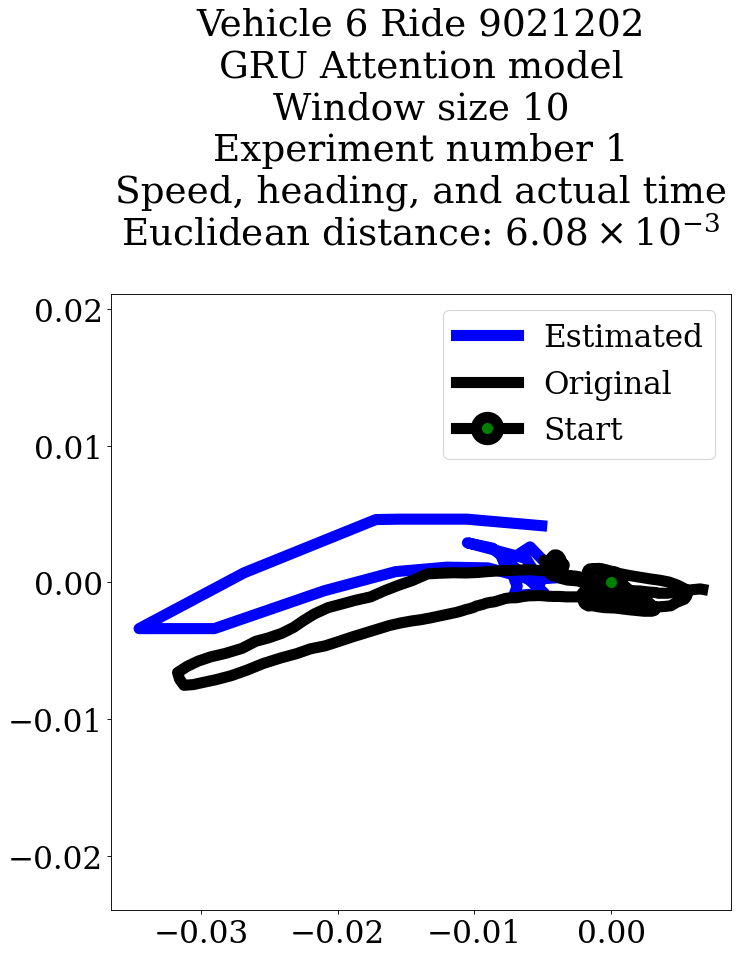 Vehicle 6 Ride 9021202
GRU Attention model
Window size 10
Experiment number 1
Speed, heading, and actual time
Euclidean distance: 6.08 × 10⁻³
Estimated
Original
Start
0.02
0.01
0.00
−0.01
−0.02
−0.03
−0.02
−0.01
0.00